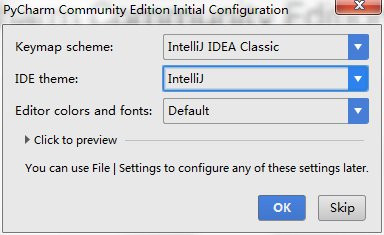 PyCharm Community Edition Initial Configuration
Keymap scheme: IntelliJ IDEA Classic
IDE theme: IntelliJ
Editor colors and fonts: Default
Click to preview
You can use File | Settings to configure any of these settings later.
OK Skip